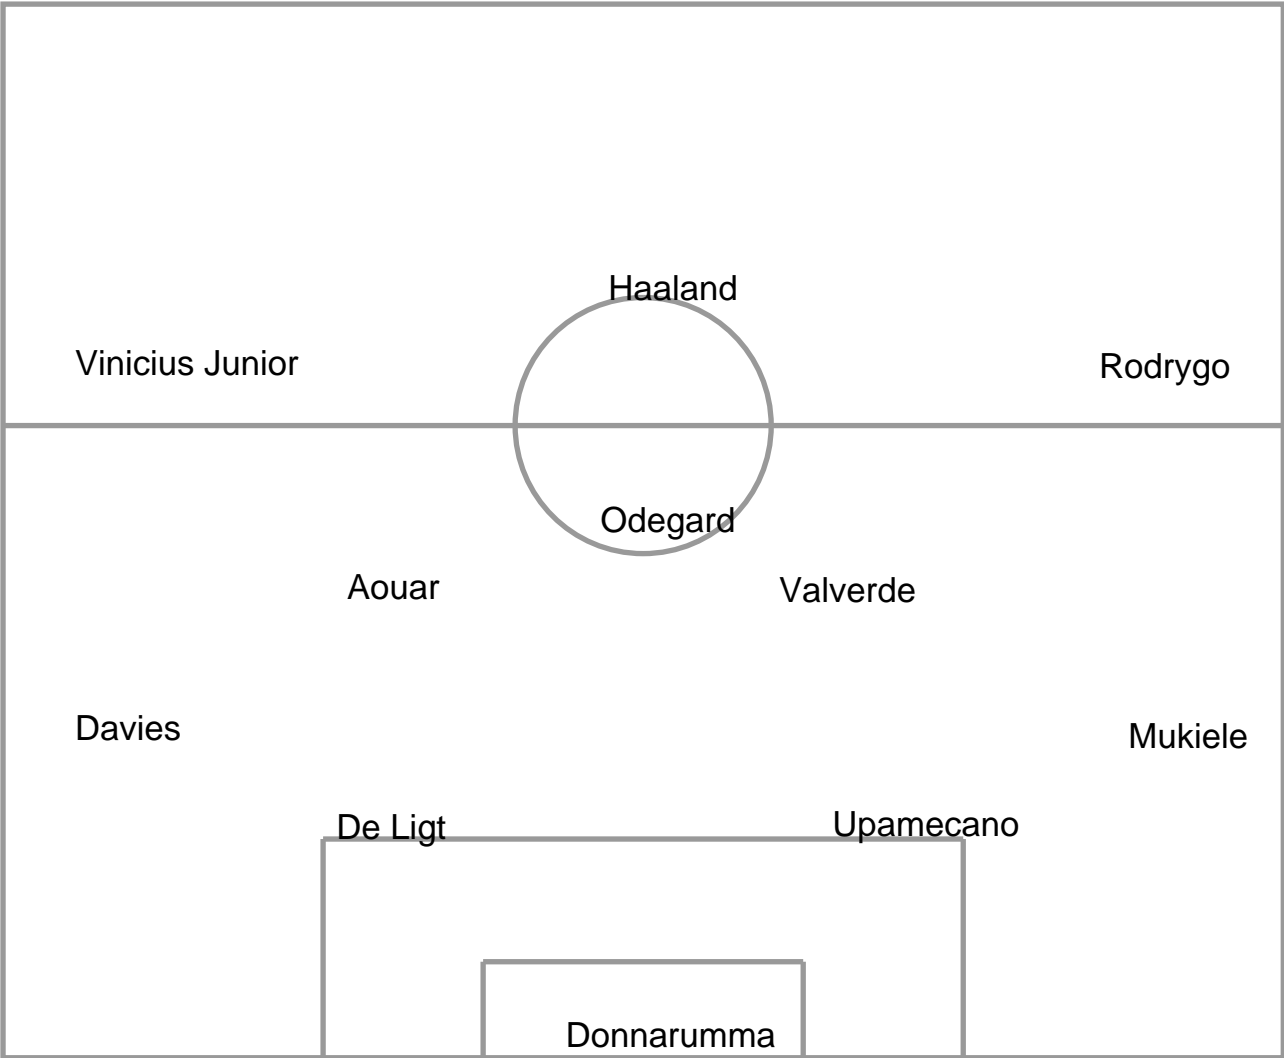 Haaland
Vinicius Junior
Rodrygo
Odegard
Aouar
Valverde
Davies
Mukiele
De Ligt
Upamecano
Donnarumma